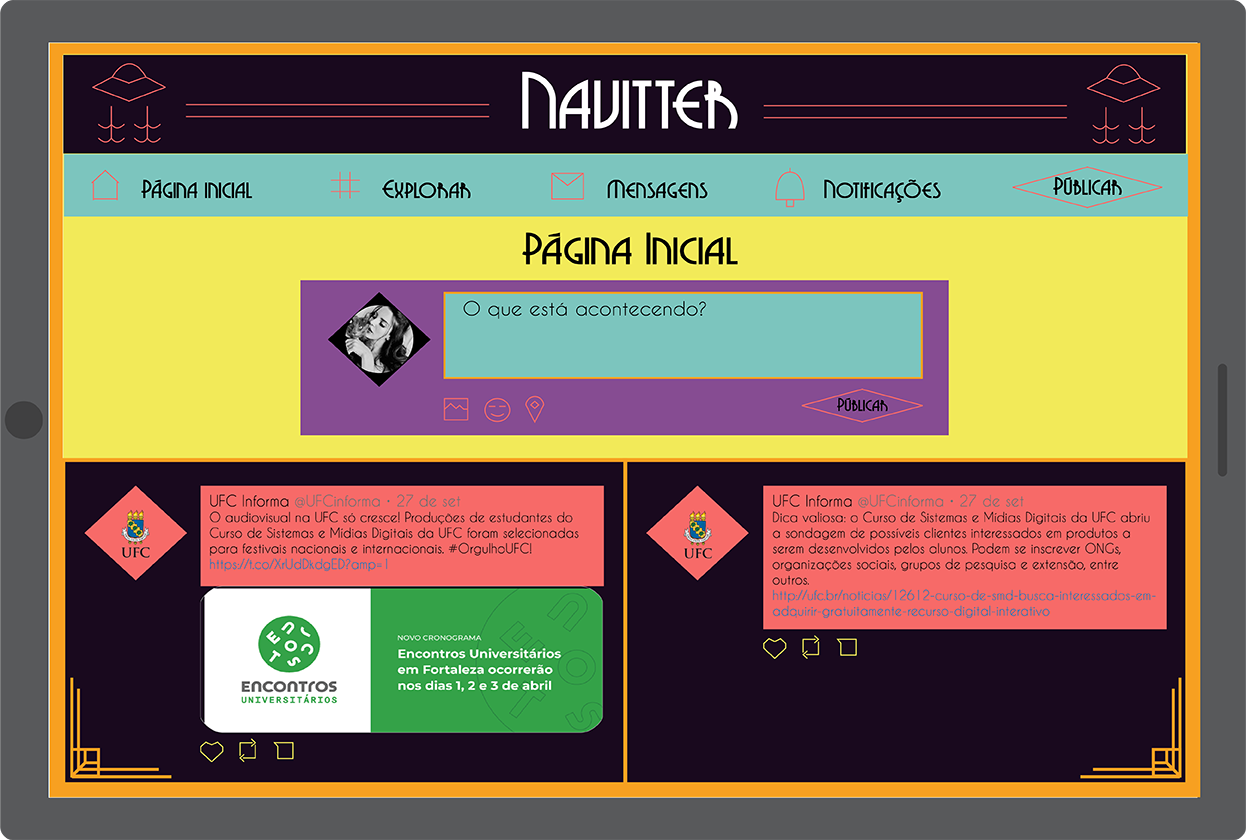 Navitter
Página Inicial
Explorar
Mensagens
Notificações
Públicar
Página Inicial
O que está acontecendo?
Públicar
UFC Informa @UFCinforma • 27 de set
O audiovisual na UFC só cresce! Produções de estudantes do
Curso de Sistemas e Mídias Digitais da UFC foram selecionadas
para festivais nacionais e internacionais. #OrgulhoUFC!
https://t.co/XrUdDkdgED?amp=1
UFC
ENCONTROS
ENCONTROS
UNIVERSITÁRIOS
NOVO CRONOGRAMA
Encontros Universitários
em Fortaleza ocorrerão
nos dias 1, 2 e 3 de abril
UFC Informa @UFCinforma • 27 de set
Dica valiosa: o Curso de Sistemas e Mídias Digitais da UFC abriu
a sondagem de possíveis clientes interessados em produtos a
serem desenvolvidos pelos alunos. Podem se inscrever ONGs,
organizações sociais, grupos de pesquisa e extensão, entre
outros.
http://ufc.br/noticias/12612-curso-de-smd-busca-interessados-em-
adquirir-gratuitamente-recurso-digital-interativo
UFC